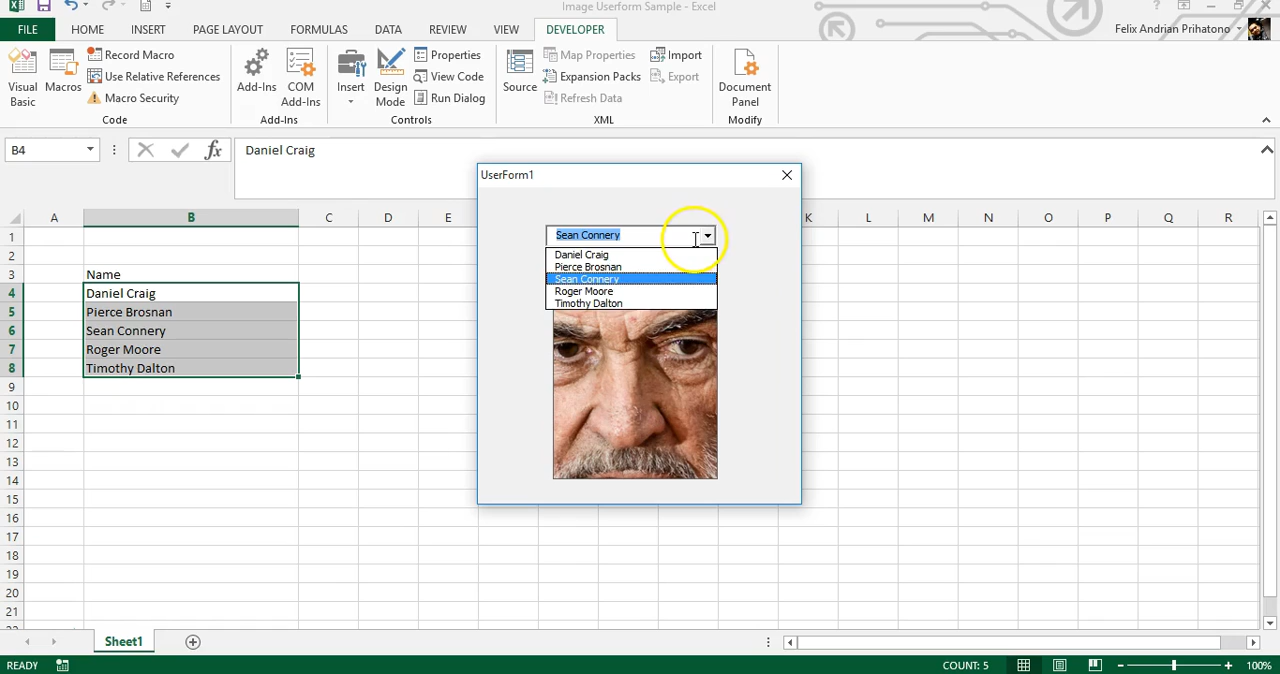 Image Userform Sample - Excel
FILE HOME INSERT PAGE LAYOUT FORMULAS DATA REVIEW VIEW DEVELOPER Felix Andrian Prihatono
Visual Basic
Macros
Record Macro
Use Relative References
Macro Security
Code
Add-Ins
COM Add-Ins
Add-Ins
Insert
Design Mode
Properties
View Code
Run Dialog
Controls
Source
Map Properties
Expansion Packs
Refresh Data
Import
Export
XML
Document Panel
Modify
B4 fx Daniel Craig
A B C D E K L M N O P Q R
1
2
3 Name
4 Daniel Craig
5 Pierce Brosnan
6 Sean Connery
7 Roger Moore
8 Timothy Dalton
9
10
11
12
13
14
15
16
17
18
19
20
21
UserForm1
Sean Connery
Daniel Craig
Pierce Brosnan
Sean Connery
Roger Moore
Timothy Dalton
Sheet1
READY COUNT: 5 100%